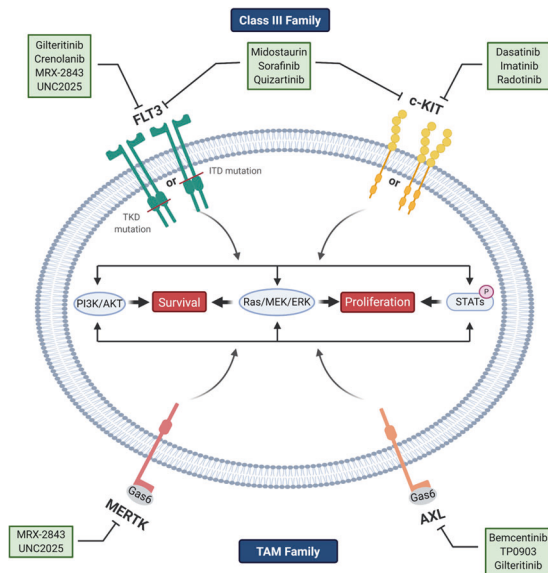 Class III Family
Gilteritinib
Crenolanib
MRX-2843
UNC2025
Midostaurin
Sorafinib
Quizartinib
Dasatinib
Imatinib
Radotinib
FLT3
c-KIT
ITD mutation
or
or
TKD
mutation
PI3K/AKT
Survival
Ras/MEK/ERK
Proliferation
STATs
P
Gas6
Gas6
MERTK
AXL
MRX-2843
UNC2025
TAM Family
Bemcentinib
TP0903
Gilteritinib